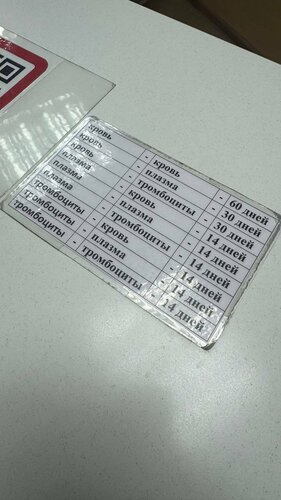 кровь - кровь - 60 дней
кровь - плазма - 30 дней
кровь - тромбоциты - 30 дней
плазма - кровь - 14 дней
плазма - плазма - 14 дней
плазма - тромбоциты - 14 дней
тромбоциты - кровь - 14 дней
тромбоциты - плазма - 14 дней
тромбоциты - тромбоциты - 14 дней